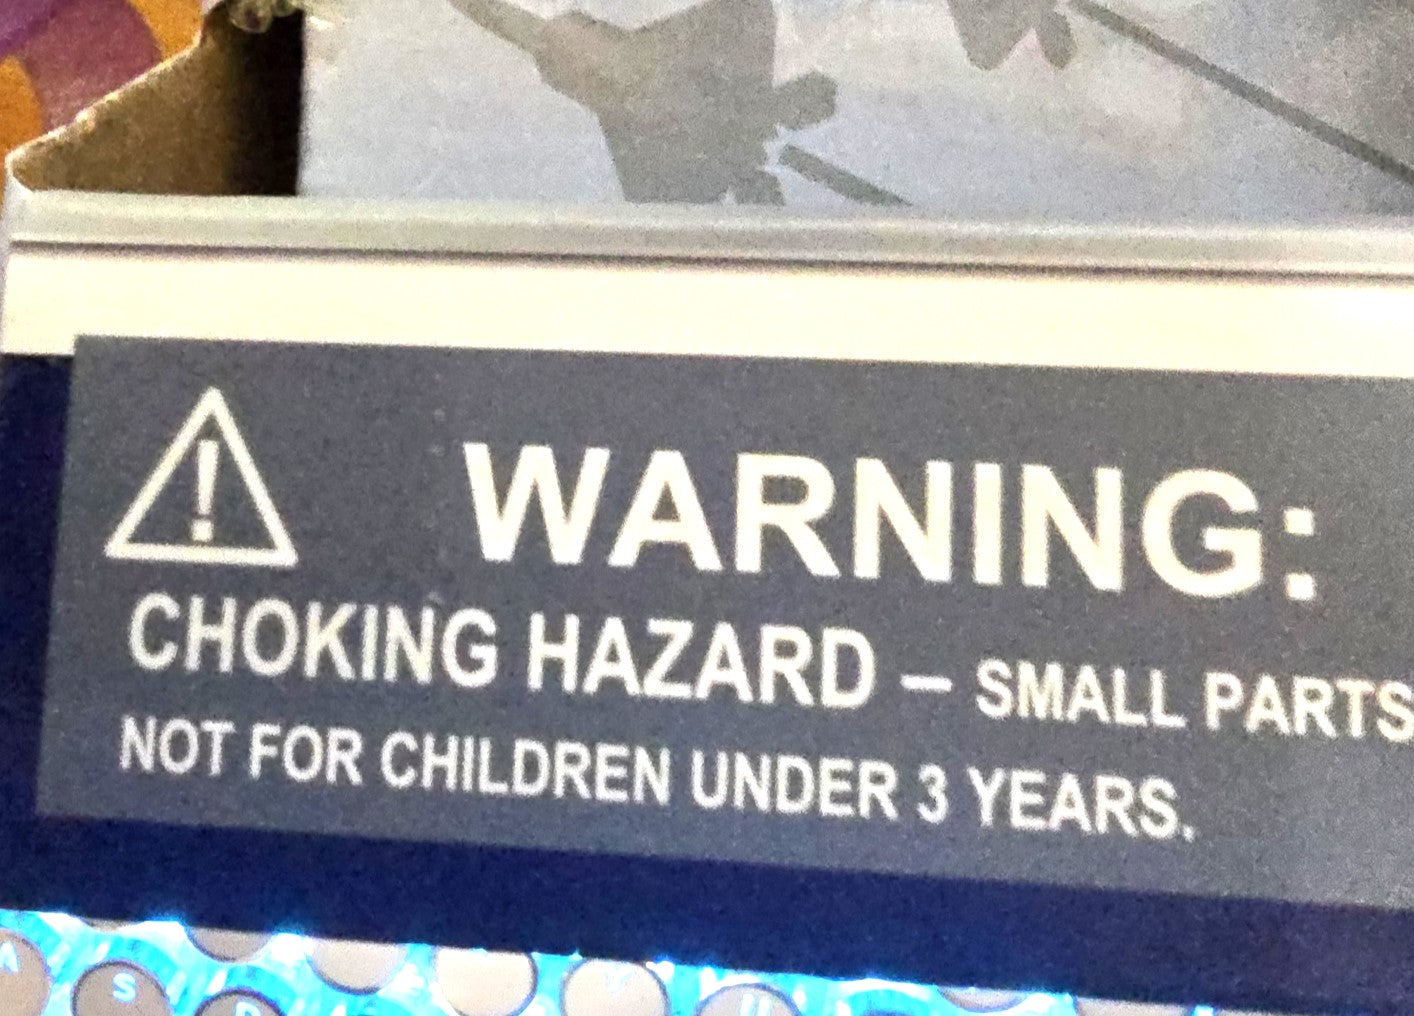 WARNING:
CHOKING HAZARD – SMALL PARTS
NOT FOR CHILDREN UNDER 3 YEARS.
A
S
D